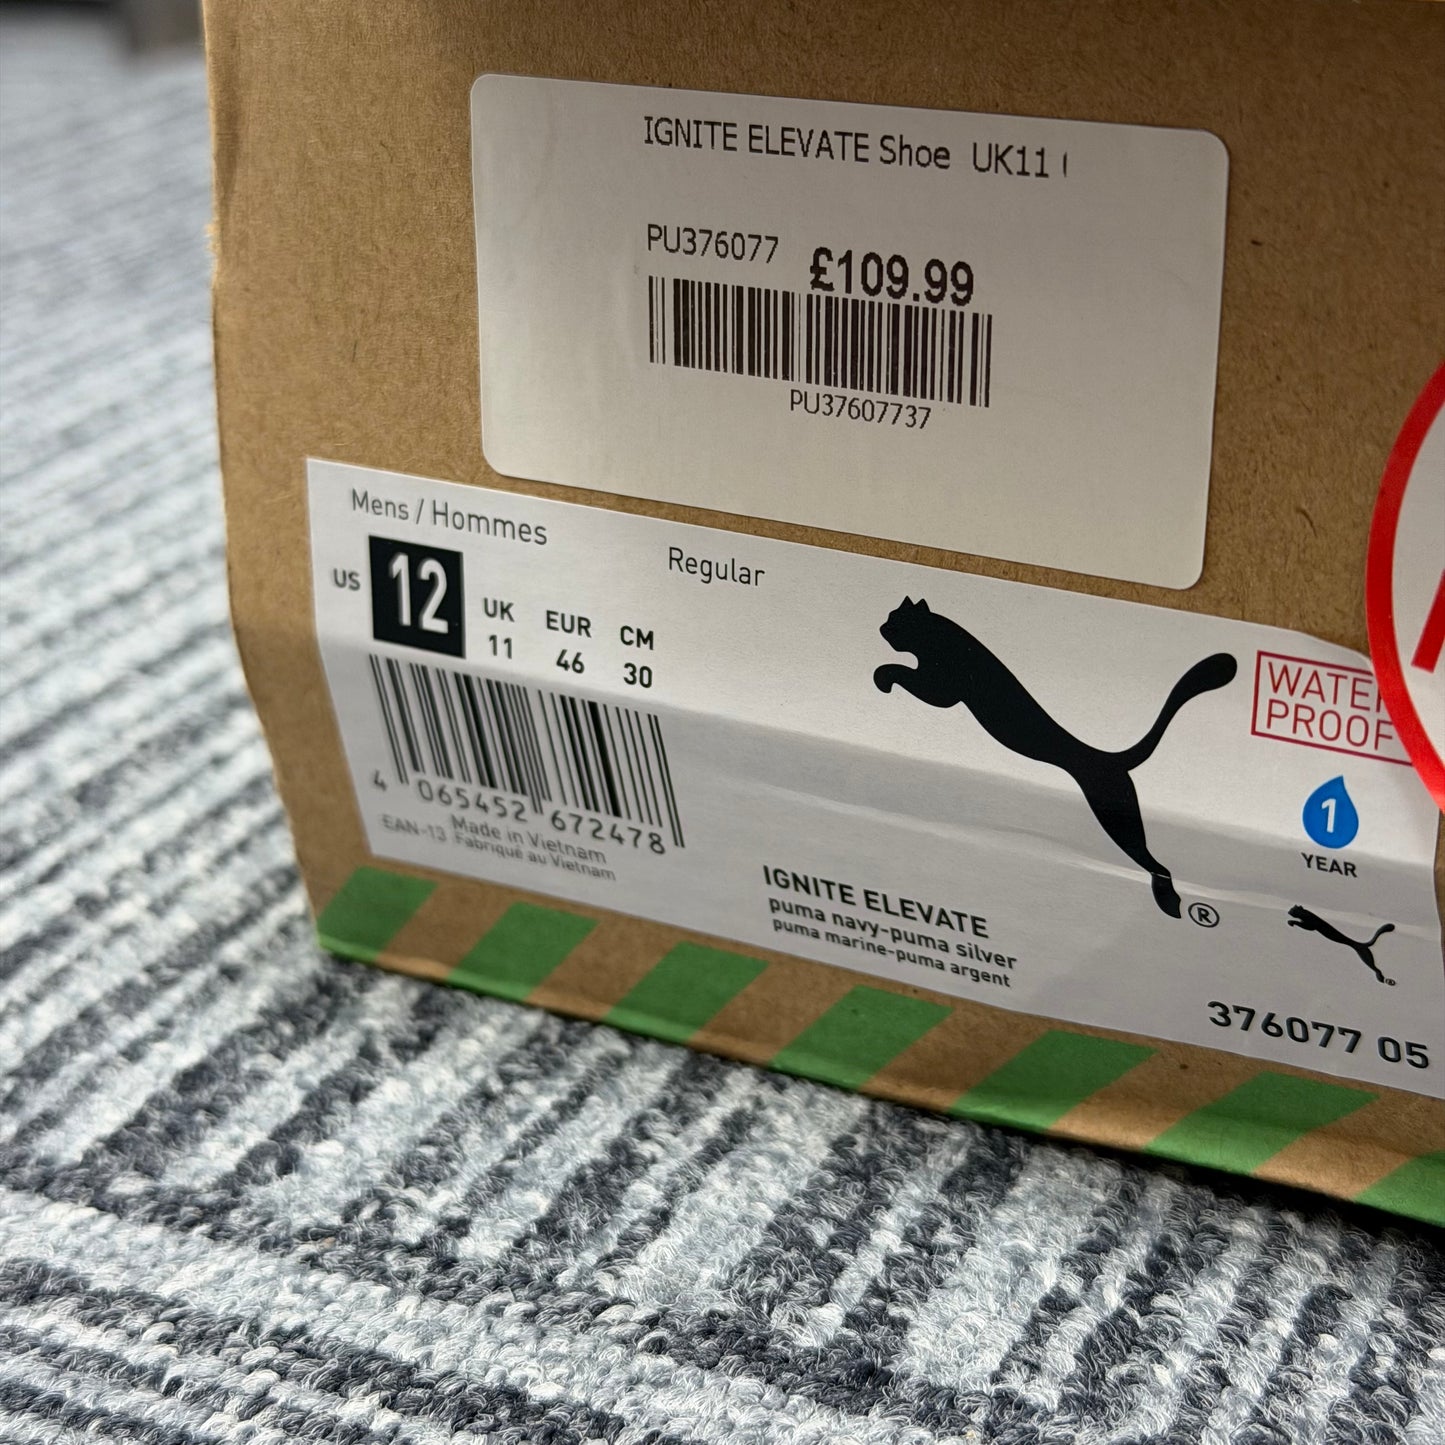 IGNITE ELEVATE Shoe UK11
PU376077 £109.99
PU37607737
Mens / Hommes
Regular
US 12
UK EUR CM
11 46 30
4 065452 672478
EAN-13 Made in Vietnam
Fabriqué au Vietnam
WATER
PROOF
1
YEAR
IGNITE ELEVATE
puma navy-puma silver
puma marine-puma argent
®
®
376077 05